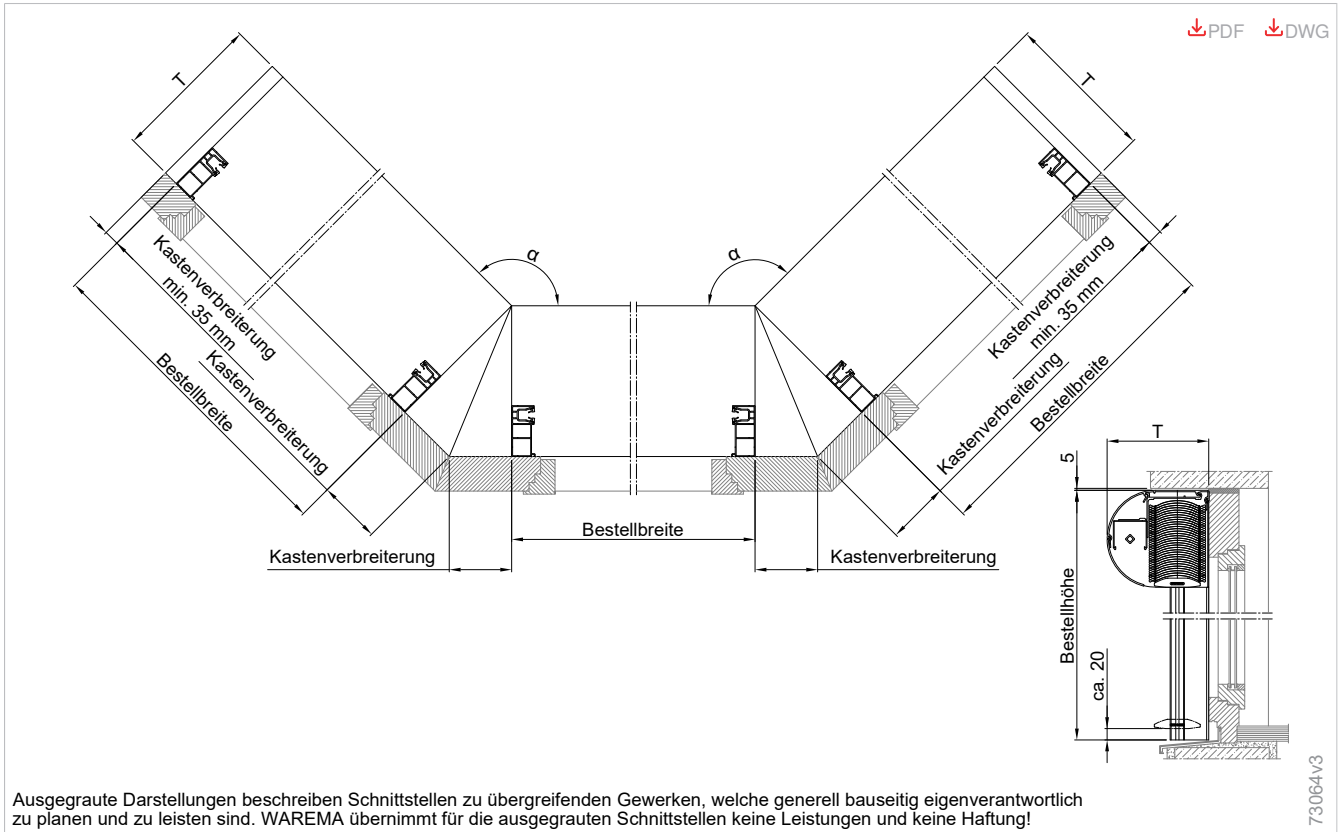 PDF DWG
T
T
α
α
Kastenverbreiterung
min. 35 mm
Kastenverbreiterung
Bestellbreite
Kastenverbreiterung
min. 35 mm
Kastenverbreiterung
Bestellbreite
Bestellbreite
Kastenverbreiterung
Kastenverbreiterung
T
5
Bestellhöhe
ca. 20
73064v3
Ausgegraute Darstellungen beschreiben Schnittstellen zu übergreifenden Gewerken, welche generell bauseitig eigenverantwortlich
zu planen und zu leisten sind. WAREMA übernimmt für die ausgegrauten Schnittstellen keine Leistungen und keine Haftung!